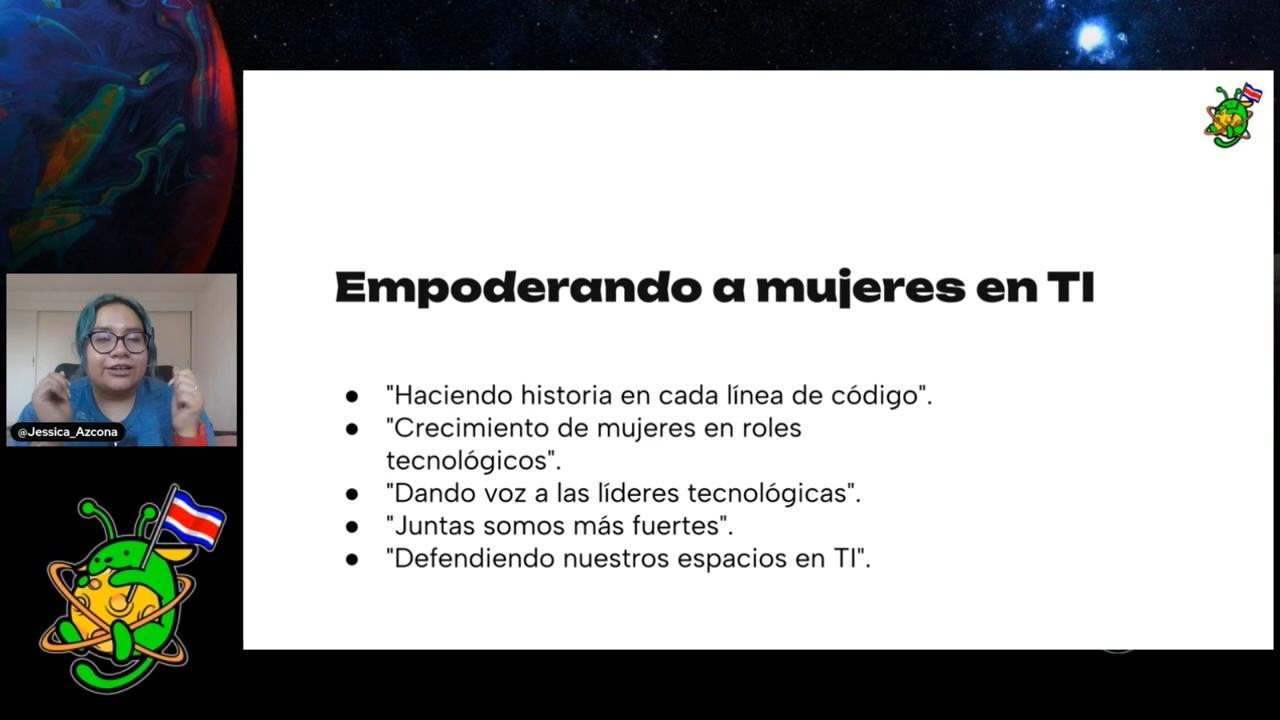 Empoderando a mujeres en TI
● "Haciendo historia en cada línea de código".
● "Crecimiento de mujeres en roles
tecnológicos".
● "Dando voz a las líderes tecnológicas".
● "Juntas somos más fuertes".
● "Defendiendo nuestros espacios en TI".
@Jessica_Azcona